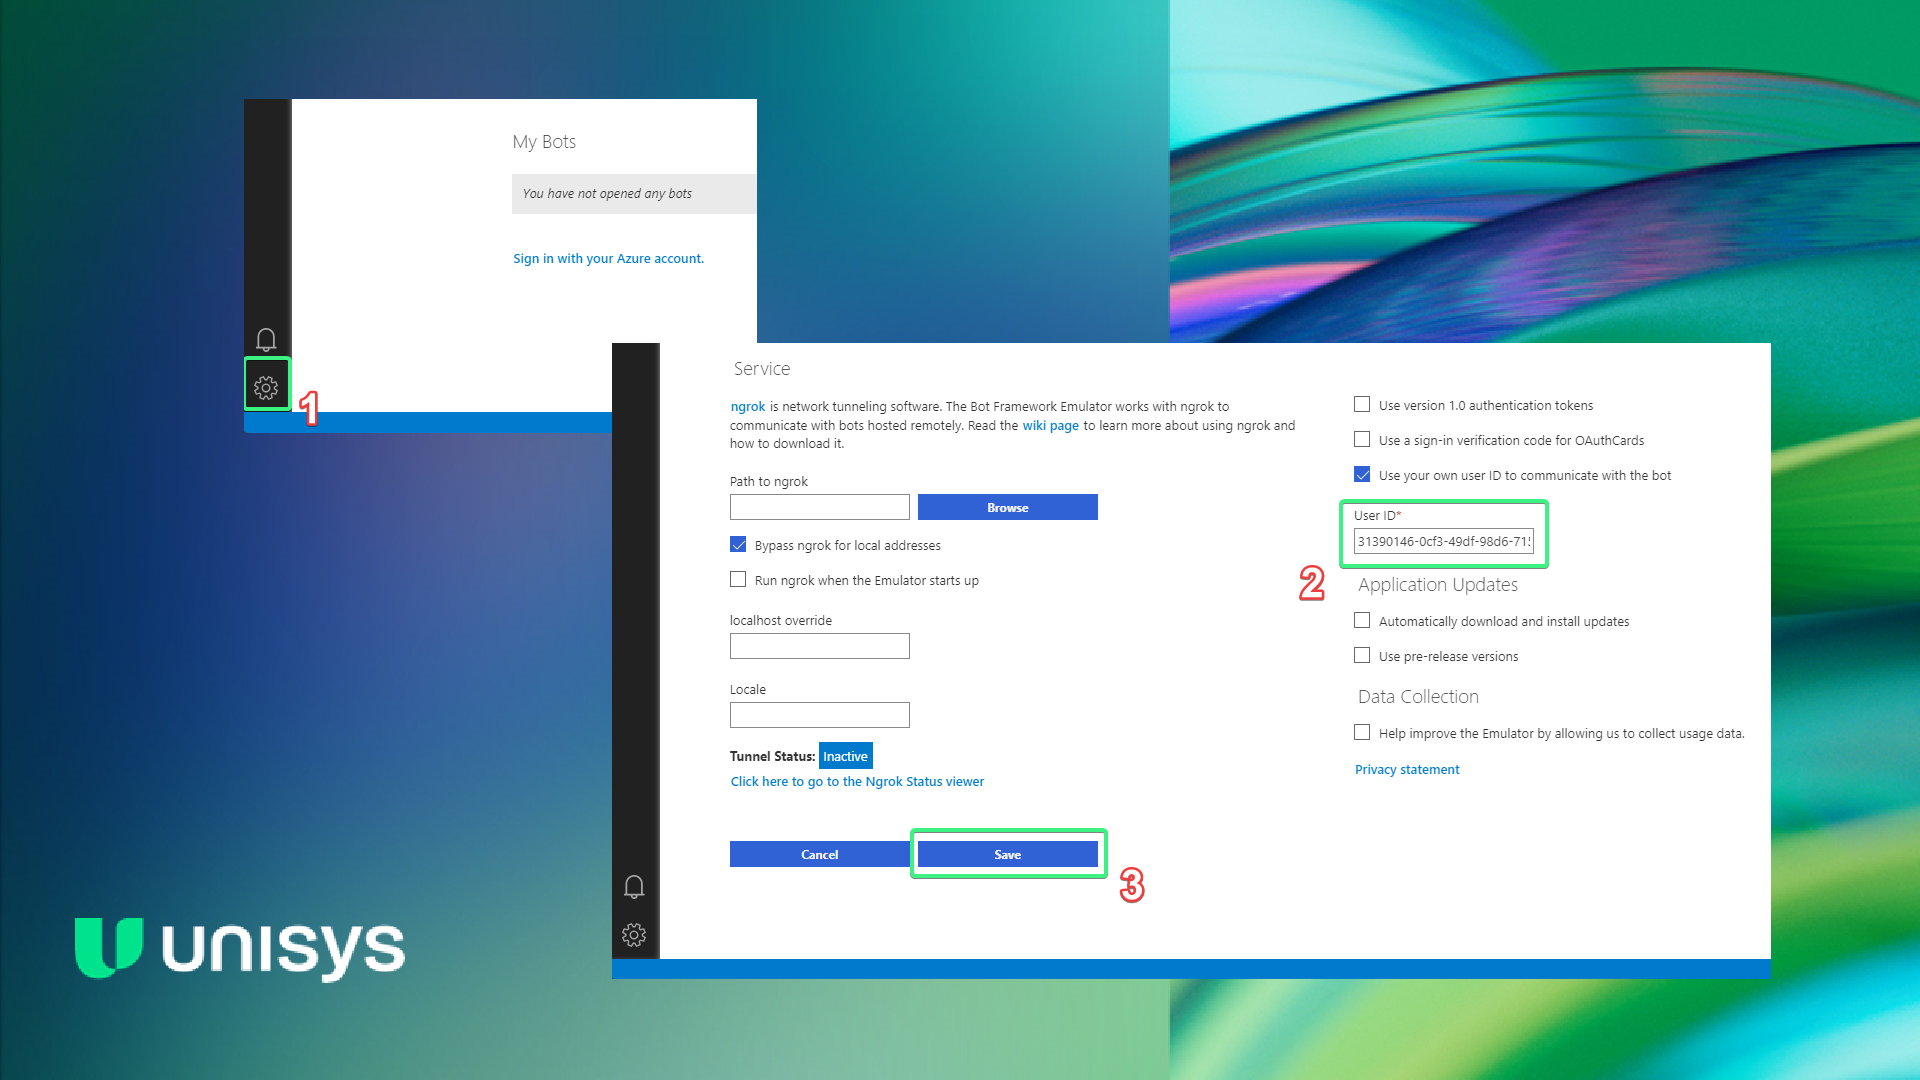 My Bots
You have not opened any bots
Sign in with your Azure account.
1
Service
ngrok is network tunneling software. The Bot Framework Emulator works with ngrok to
communicate with bots hosted remotely. Read the wiki page to learn more about using ngrok and
how to download it.
Path to ngrok
Browse
Bypass ngrok for local addresses
Run ngrok when the Emulator starts up
localhost override
Locale
Tunnel Status: Inactive
Click here to go to the Ngrok Status viewer
Cancel
Save
3
Use version 1.0 authentication tokens
Use a sign-in verification code for OAuthCards
Use your own user ID to communicate with the bot
User ID*
31390146-0cf3-49df-98d6-71
2
Application Updates
Automatically download and install updates
Use pre-release versions
Data Collection
Help improve the Emulator by allowing us to collect usage data.
Privacy statement
UNISYS